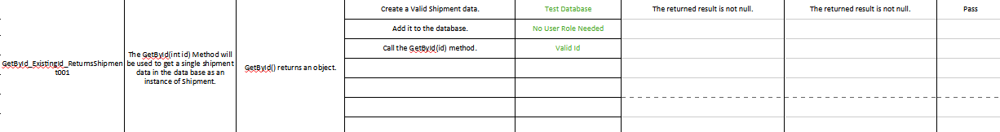 Create a Valid Shipment data. Test Database The returned result is not null. The returned result is not null. Pass
Add it to the database. No User Role Needed
Call the GetById(id) method. Valid Id
GetById_ExistingId_ReturnsShipmen
t001
The GetById(int id) Method will
be used to get a single shipment
data in the data base as an
instance of Shipment.
GetById() returns an object.